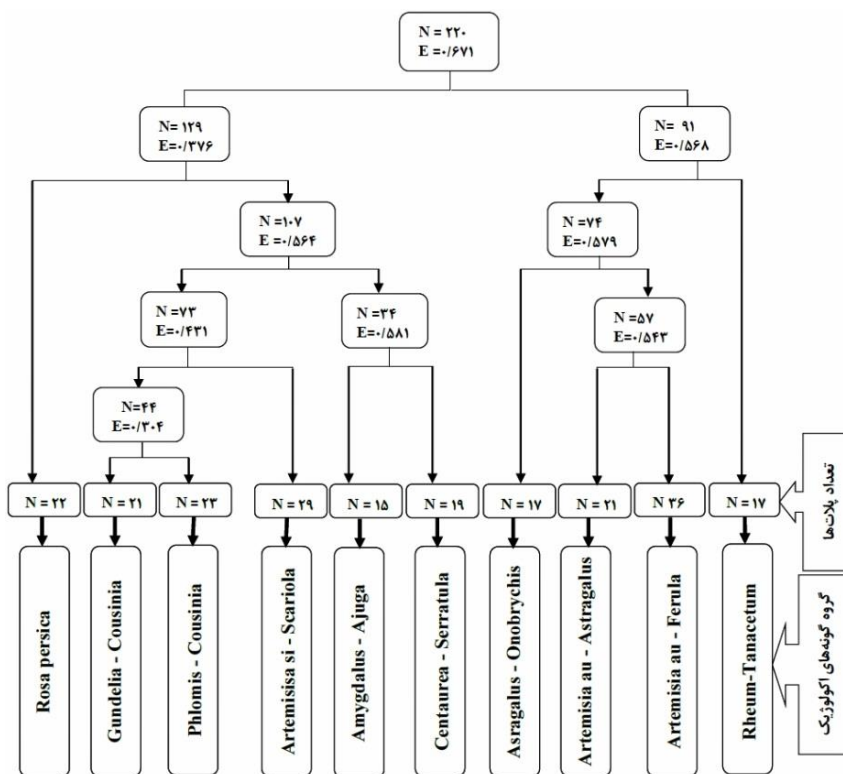 N = ۲۲۰
E =۰/۶۷۱
N= ۱۲۹
E=۰/۳۷۶
N= ۹۱
E=۰/۵۶۸
N =۱۰۷
E =۰/۵۶۴
N =۷۴
E =۰/۵۷۹
N =۷۳
E=۰/۴۳۱
N =۳۴
E =۰/۵۸۱
N =۵۷
E=۰/۵۴۳
N=۴۴
E=۰/۳۰۴
N = ۲۲
N = ۲۱
N = ۲۳
N = ۲۹
N = ۱۵
N = ۱۹
N = ۱۷
N = ۲۱
N ۳۶
N = ۱۷
تعداد پلات‌ها
Rosa persica
Gundelia - Cousinia
Phlomis - Cousinia
Artemisisa si - Scariola
Amygdalus - Ajuga
Centaurea - Serratula
Asragalus - Onobrychis
Artemisia au - Astragalus
Artemisia au - Ferula
Rheum-Tanacetum
گروه گونه‌های اکولوژیک